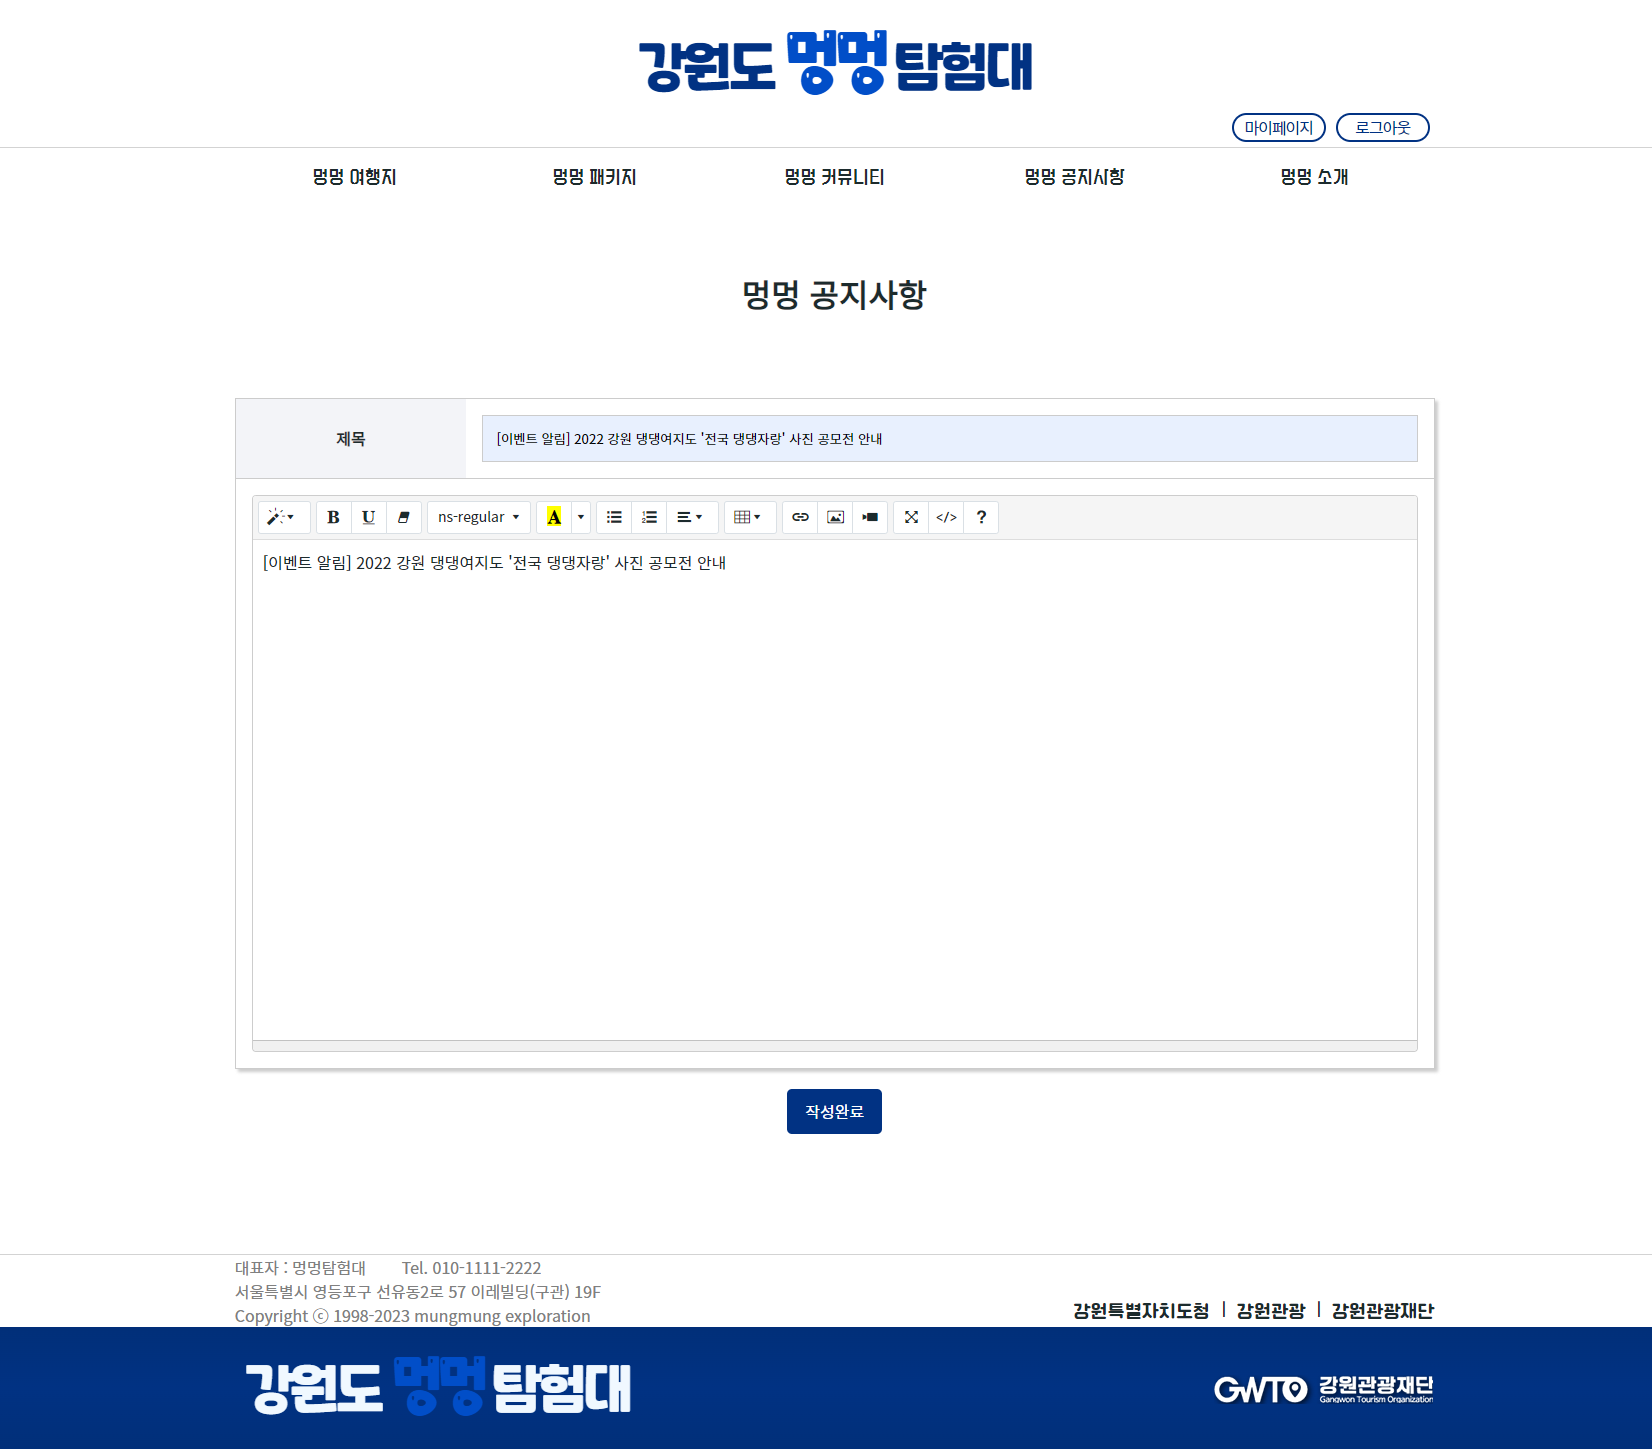 강원도 멍멍 탐험대
마이페이지 로그아웃
멍멍 여행지 멍멍 패키지 멍멍 커뮤니티 멍멍 공지사항 멍멍 소개
멍멍 공지사항
제목 [이벤트 알림] 2022 강원 댕댕여지도 '전국 댕댕자랑' 사진 공모전 안내
B U ns-regular A </> ?
[이벤트 알림] 2022 강원 댕댕여지도 '전국 댕댕자랑' 사진 공모전 안내
작성완료
대표자 : 멍멍탐험대 Tel. 010-1111-2222
서울특별시 영등포구 선유동2로 57 이레빌딩(구관) 19F
Copyright ⓒ 1998-2023 mungmung exploration
강원특별자치도청 | 강원관광 | 강원관광재단
강원도 멍멍 탐험대
GWTO 강원관광재단
Gangwon Tourism Organization